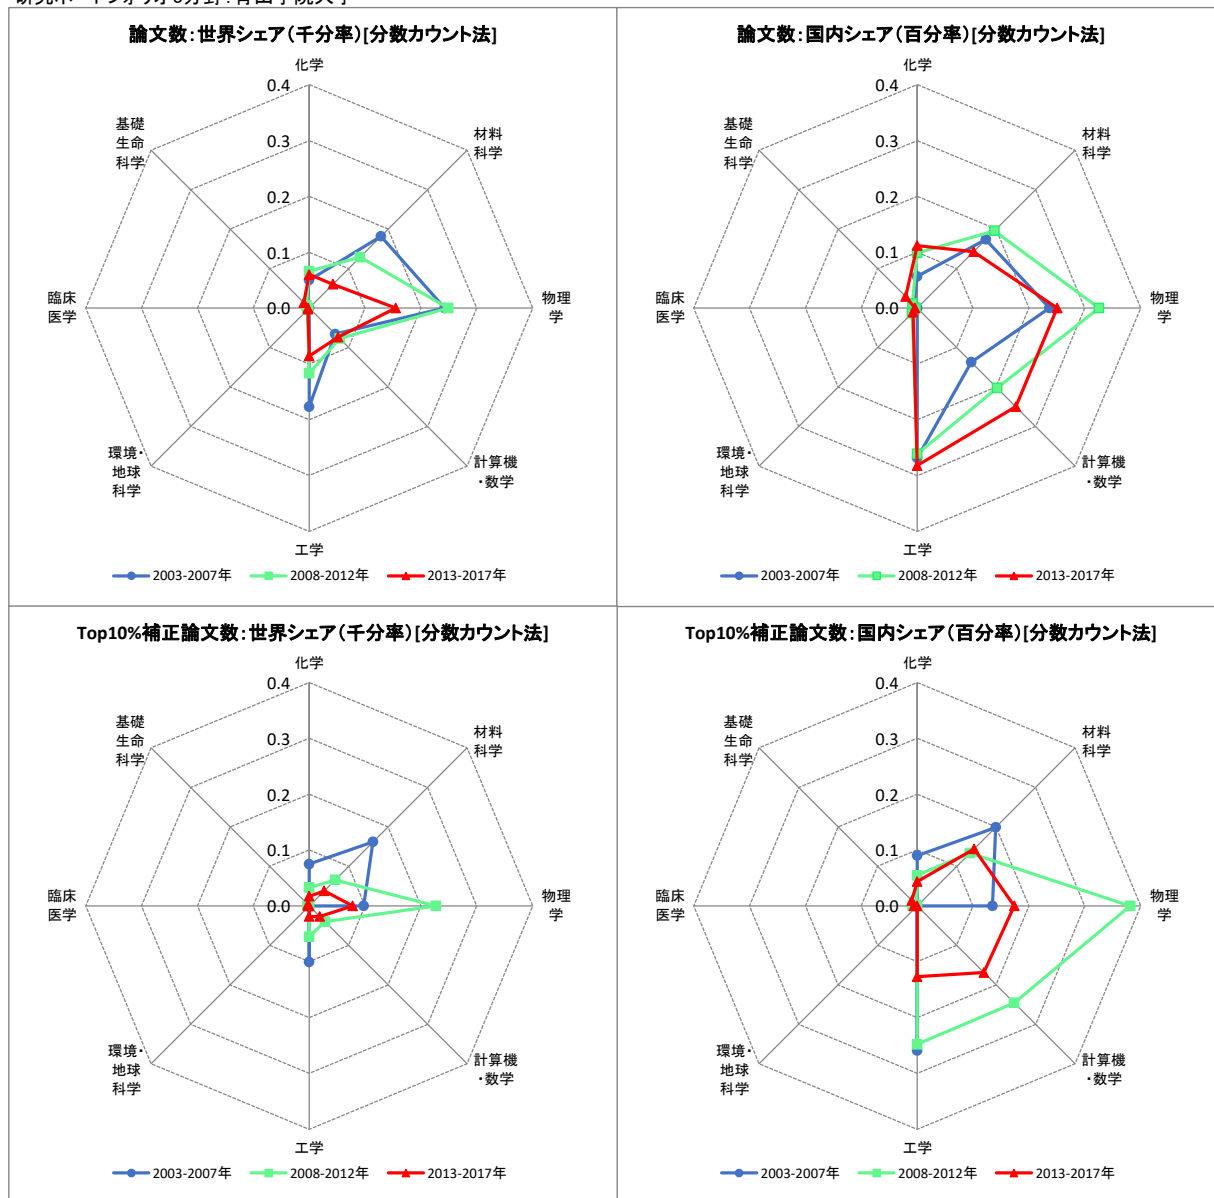 論文数：世界シェア（千分率）[分数カウント法]
化学
0.4
0.3
0.2
0.1
0.0
材料
科学
物理
学
計算機
・数学
工学
環境・
地球
科学
臨床
医学
基礎
生命
科学
2003-2007年
2008-2012年
2013-2017年
論文数：国内シェア（百分率）[分数カウント法]
化学
0.4
0.3
0.2
0.1
0.0
材料
科学
物理
学
計算機
・数学
工学
環境・
地球
科学
臨床
医学
基礎
生命
科学
2003-2007年
2008-2012年
2013-2017年
Top10%補正論文数：世界シェア（千分率）[分数カウント法]
化学
0.4
0.3
0.2
0.1
0.0
材料
科学
物理
学
計算機
・数学
工学
環境・
地球
科学
臨床
医学
基礎
生命
科学
2003-2007年
2008-2012年
2013-2017年
Top10%補正論文数：国内シェア（百分率）[分数カウント法]
化学
0.4
0.3
0.2
0.1
0.0
材料
科学
物理
学
計算機
・数学
工学
環境・
地球
科学
臨床
医学
基礎
生命
科学
2003-2007年
2008-2012年
2013-2017年